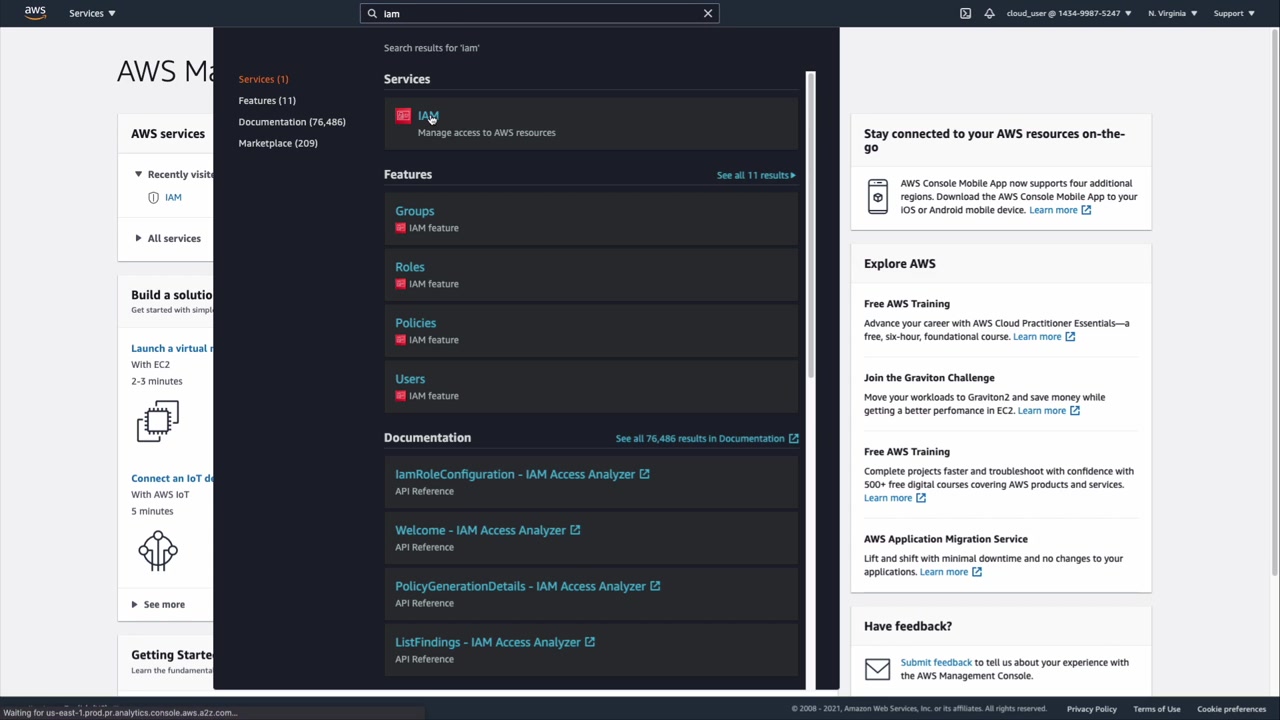 aws
Services
iam
cloud_user @ 1434-9987-5247
N. Virginia
Support
AWS Ma
Search results for 'iam'
Services (1)
Features (11)
Documentation (76,486)
Marketplace (209)
Services
IAM
Manage access to AWS resources
Features
See all 11 results
Groups
IAM feature
Roles
IAM feature
Policies
IAM feature
Users
IAM feature
Documentation
See all 76,486 results in Documentation
IamRoleConfiguration - IAM Access Analyzer
API Reference
Welcome - IAM Access Analyzer
API Reference
PolicyGenerationDetails - IAM Access Analyzer
API Reference
ListFindings - IAM Access Analyzer
API Reference
AWS services
Recently visite
IAM
All services
Build a solutio
Get started with simple
Launch a virtual
With EC2
2-3 minutes
Connect an IoT de
With AWS IoT
5 minutes
See more
Getting Starte
Learn the fundamenta
Stay connected to your AWS resources on-the-
go
AWS Console Mobile App now supports four additional
regions. Download the AWS Console Mobile App to your
iOS or Android mobile device. Learn more
Explore AWS
Free AWS Training
Advance your career with AWS Cloud Practitioner Essentials—a
free, six-hour, foundational course. Learn more
Join the Graviton Challenge
Move your workloads to Graviton2 and save money while
getting a better perfomance in EC2. Learn more
Free AWS Training
Complete projects faster and troubleshoot with confidence with
500+ free digital courses covering AWS products and services.
Learn more
AWS Application Migration Service
Lift and shift with minimal downtime and no changes to your
applications. Learn more
Have feedback?
Submit feedback to tell us about your experience with
the AWS Management Console.
Waiting for us-east-1.prod.pr.analytics.console.aws.a2z.com...
© 2008 - 2021, Amazon Web Services, Inc. or its affiliates. All rights reserved.
Privacy Policy
Terms of Use
Cookie preferences